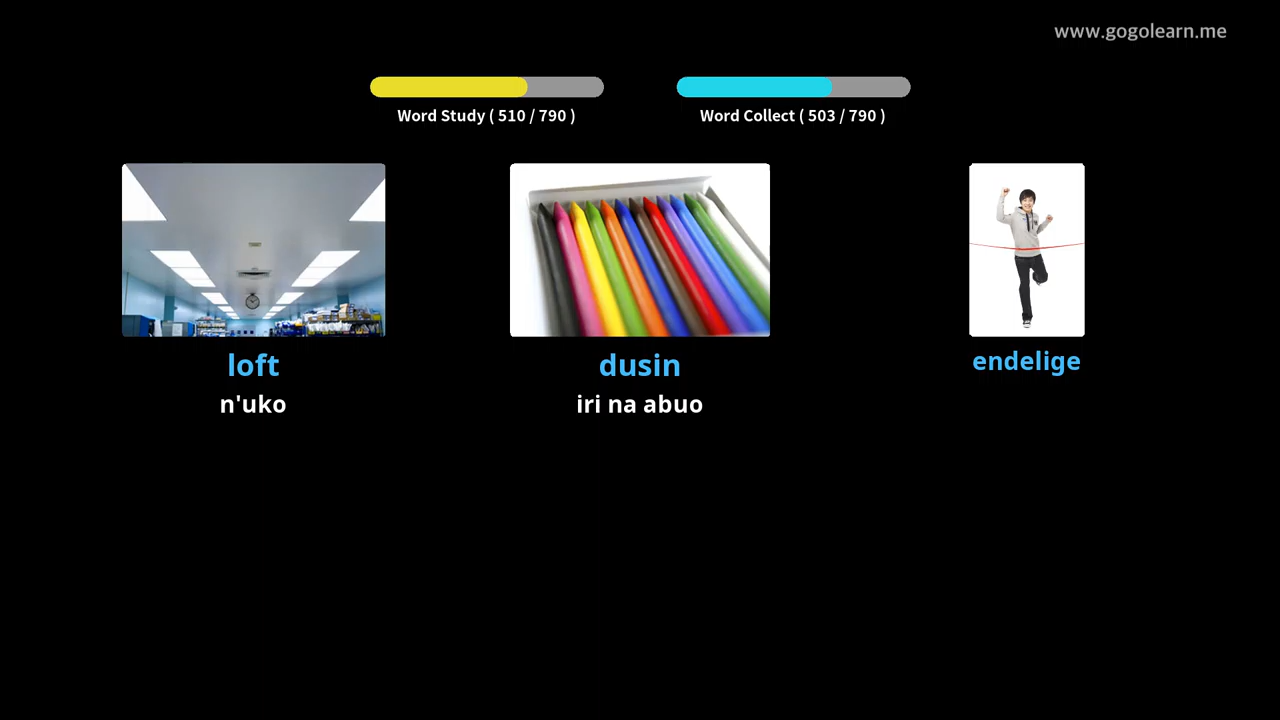 www.gogolearn.me
Word Study ( 510 / 790 )
Word Collect ( 503 / 790 )
loft
dusin
endelige
n'uko
iri na abuo